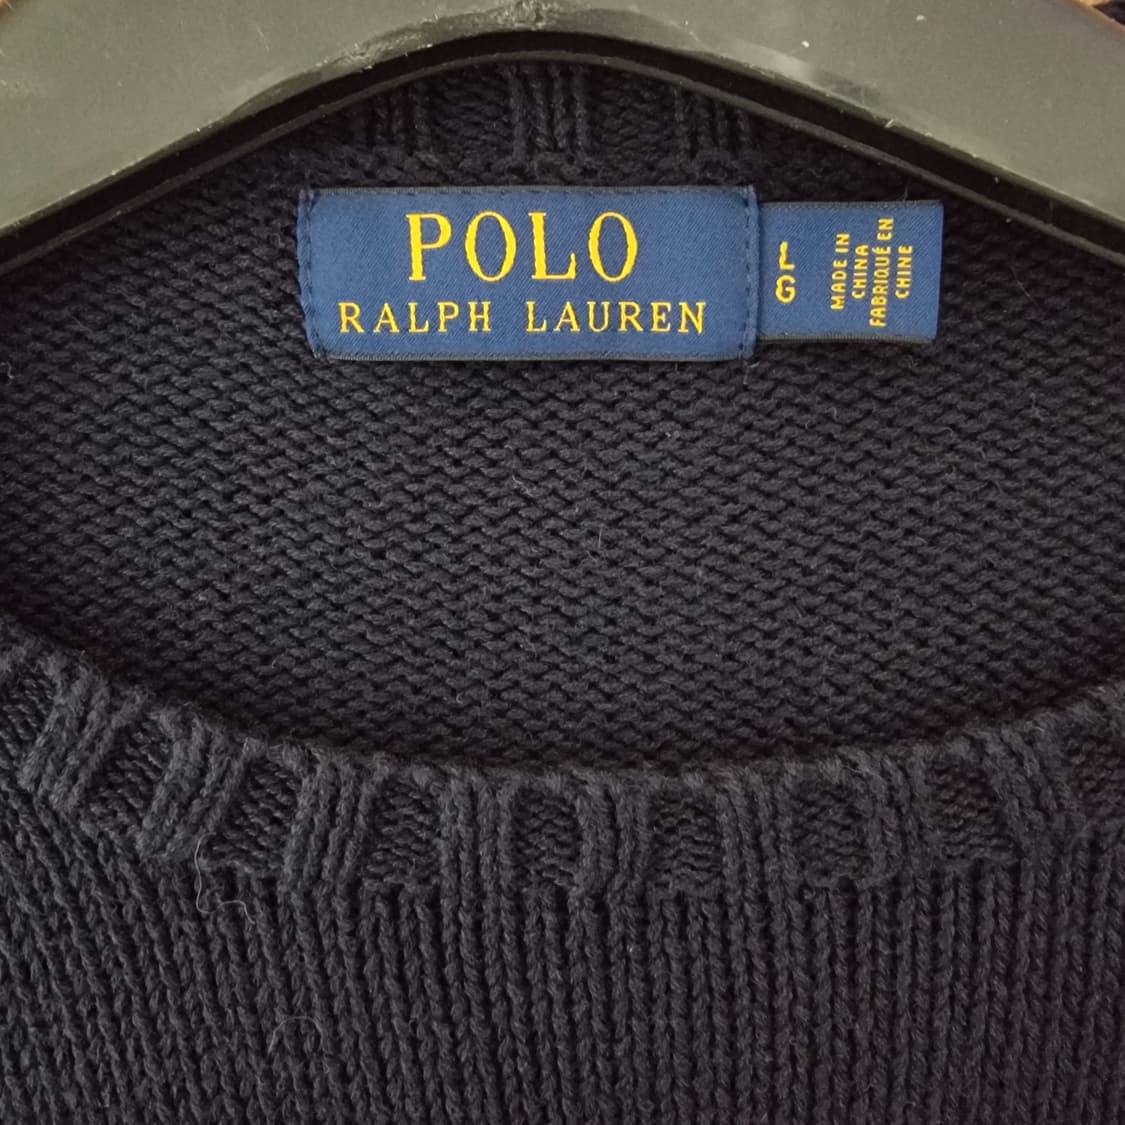 POLO
RALPH LAUREN
L
G
MADE IN
CHINA
FABRIQUÉ EN
CHINE